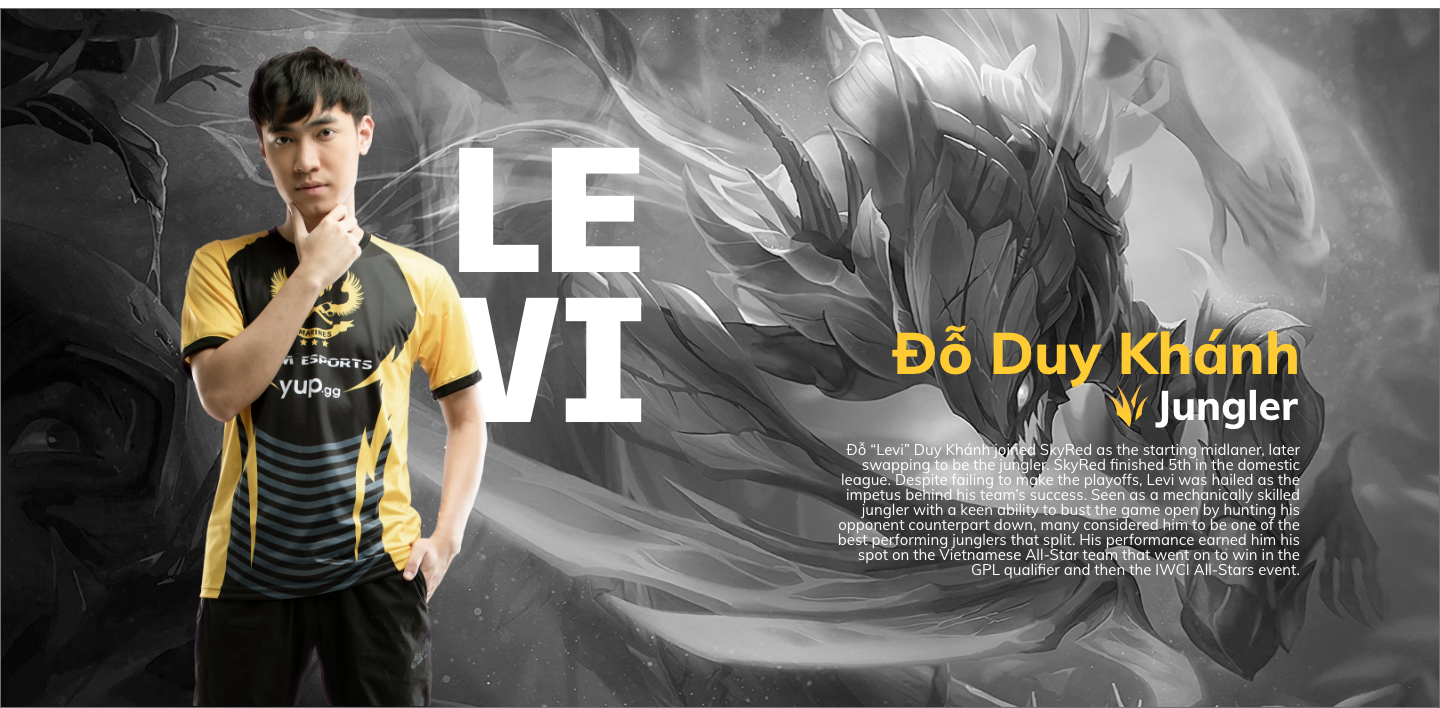 LE
VI
MARINES
M ESPORTS
yup.gg
Đỗ Duy Khánh
Jungler
Đỗ “Levi” Duy Khánh joined SkyRed as the starting midlaner, later
swapping to be the jungler. SkyRed finished 5th in the domestic
league. Despite failing to make the playoffs, Levi was hailed as the
impetus behind his team’s success. Seen as a mechanically skilled
jungler with a keen ability to bust the game open by hunting his
opponent counterpart down, many considered him to be one of the
best performing junglers that split. His performance earned him his
spot on the Vietnamese All-Star team that went on to win in the
GPL qualifier and then the IWCI All-Stars event.